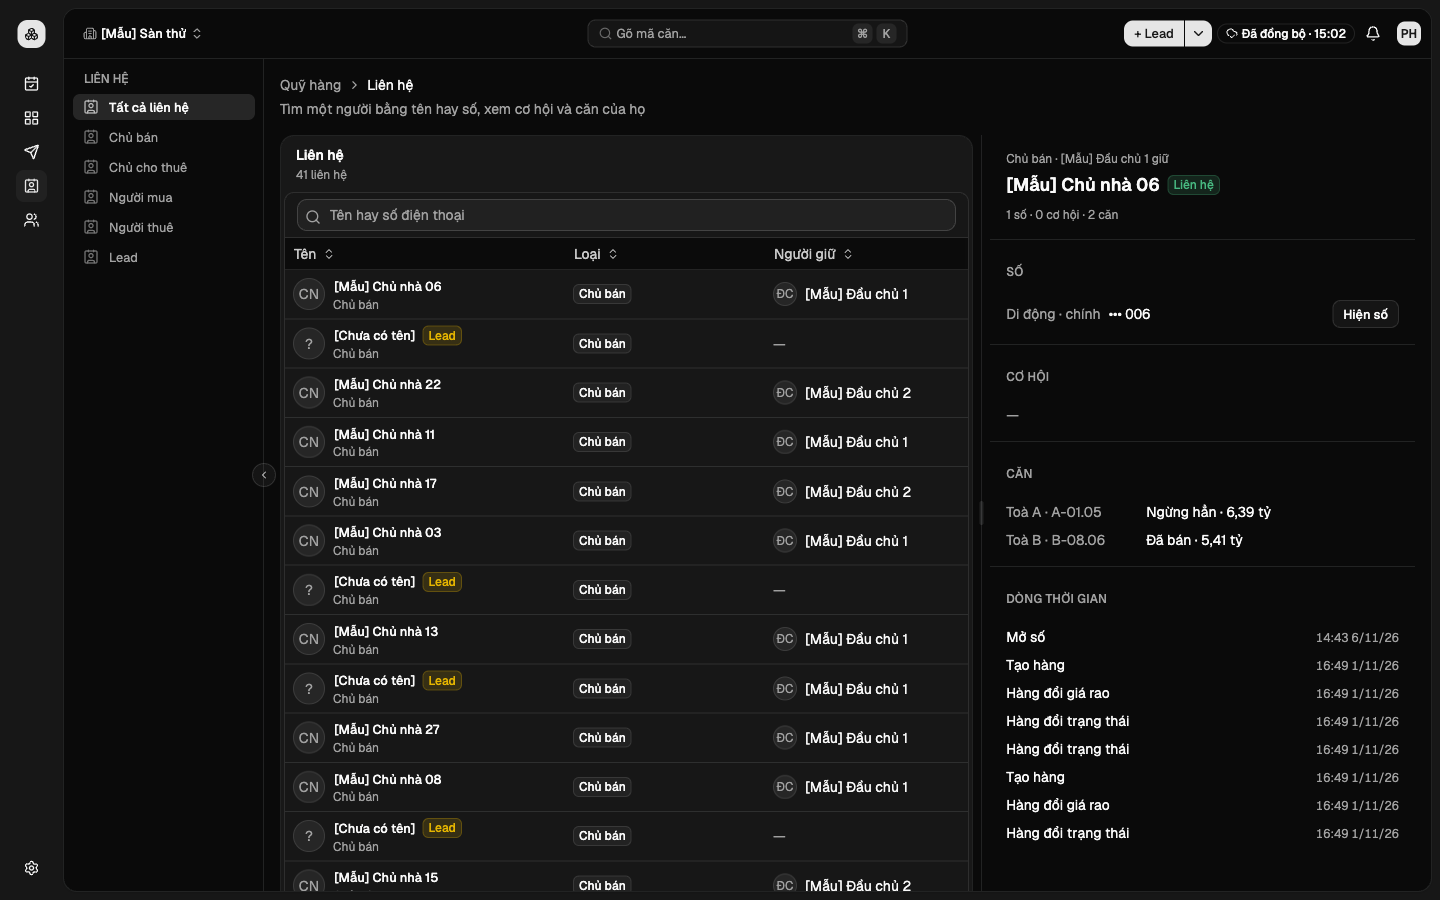 [Mẫu] Sàn thử
Gõ mã căn...
⌘ K
+ Lead
Đã đồng bộ · 15:02
PH
LIÊN HỆ
Tất cả liên hệ
Chủ bán
Chủ cho thuê
Người mua
Người thuê
Lead
Quỹ hàng > Liên hệ
Tìm một người bằng tên hay số, xem cơ hội và căn của họ
Liên hệ
41 liên hệ
Tên hay số điện thoại
Tên Loại Người giữ
CN [Mẫu] Chủ nhà 06 Chủ bán ĐC [Mẫu] Đầu chủ 1
Chủ bán
? [Chưa có tên] Lead Chủ bán —
Chủ bán
CN [Mẫu] Chủ nhà 22 Chủ bán ĐC [Mẫu] Đầu chủ 2
Chủ bán
CN [Mẫu] Chủ nhà 11 Chủ bán ĐC [Mẫu] Đầu chủ 1
Chủ bán
CN [Mẫu] Chủ nhà 17 Chủ bán ĐC [Mẫu] Đầu chủ 2
Chủ bán
CN [Mẫu] Chủ nhà 03 Chủ bán ĐC [Mẫu] Đầu chủ 1
Chủ bán
? [Chưa có tên] Lead Chủ bán —
Chủ bán
CN [Mẫu] Chủ nhà 13 Chủ bán ĐC [Mẫu] Đầu chủ 1
Chủ bán
? [Chưa có tên] Lead Chủ bán ĐC [Mẫu] Đầu chủ 1
Chủ bán
CN [Mẫu] Chủ nhà 27 Chủ bán ĐC [Mẫu] Đầu chủ 1
Chủ bán
CN [Mẫu] Chủ nhà 08 Chủ bán ĐC [Mẫu] Đầu chủ 1
Chủ bán
? [Chưa có tên] Lead Chủ bán —
Chủ bán
CN [Mẫu] Chủ nhà 15 Chủ bán ĐC [Mẫu] Đầu chủ 2
Chủ bán · [Mẫu] Đầu chủ 1 giữ
[Mẫu] Chủ nhà 06 Liên hệ
1 số · 0 cơ hội · 2 căn
SỐ
Di động · chính ••• 006 Hiện số
CƠ HỘI
—
CĂN
Toà A · A-01.05 Ngừng hẳn · 6,39 tỷ
Toà B · B-08.06 Đã bán · 5,41 tỷ
DÒNG THỜI GIAN
Mở số 14:43 6/11/26
Tạo hàng 16:49 1/11/26
Hàng đổi giá rao 16:49 1/11/26
Hàng đổi trạng thái 16:49 1/11/26
Hàng đổi trạng thái 16:49 1/11/26
Tạo hàng 16:49 1/11/26
Hàng đổi giá rao 16:49 1/11/26
Hàng đổi trạng thái 16:49 1/11/26